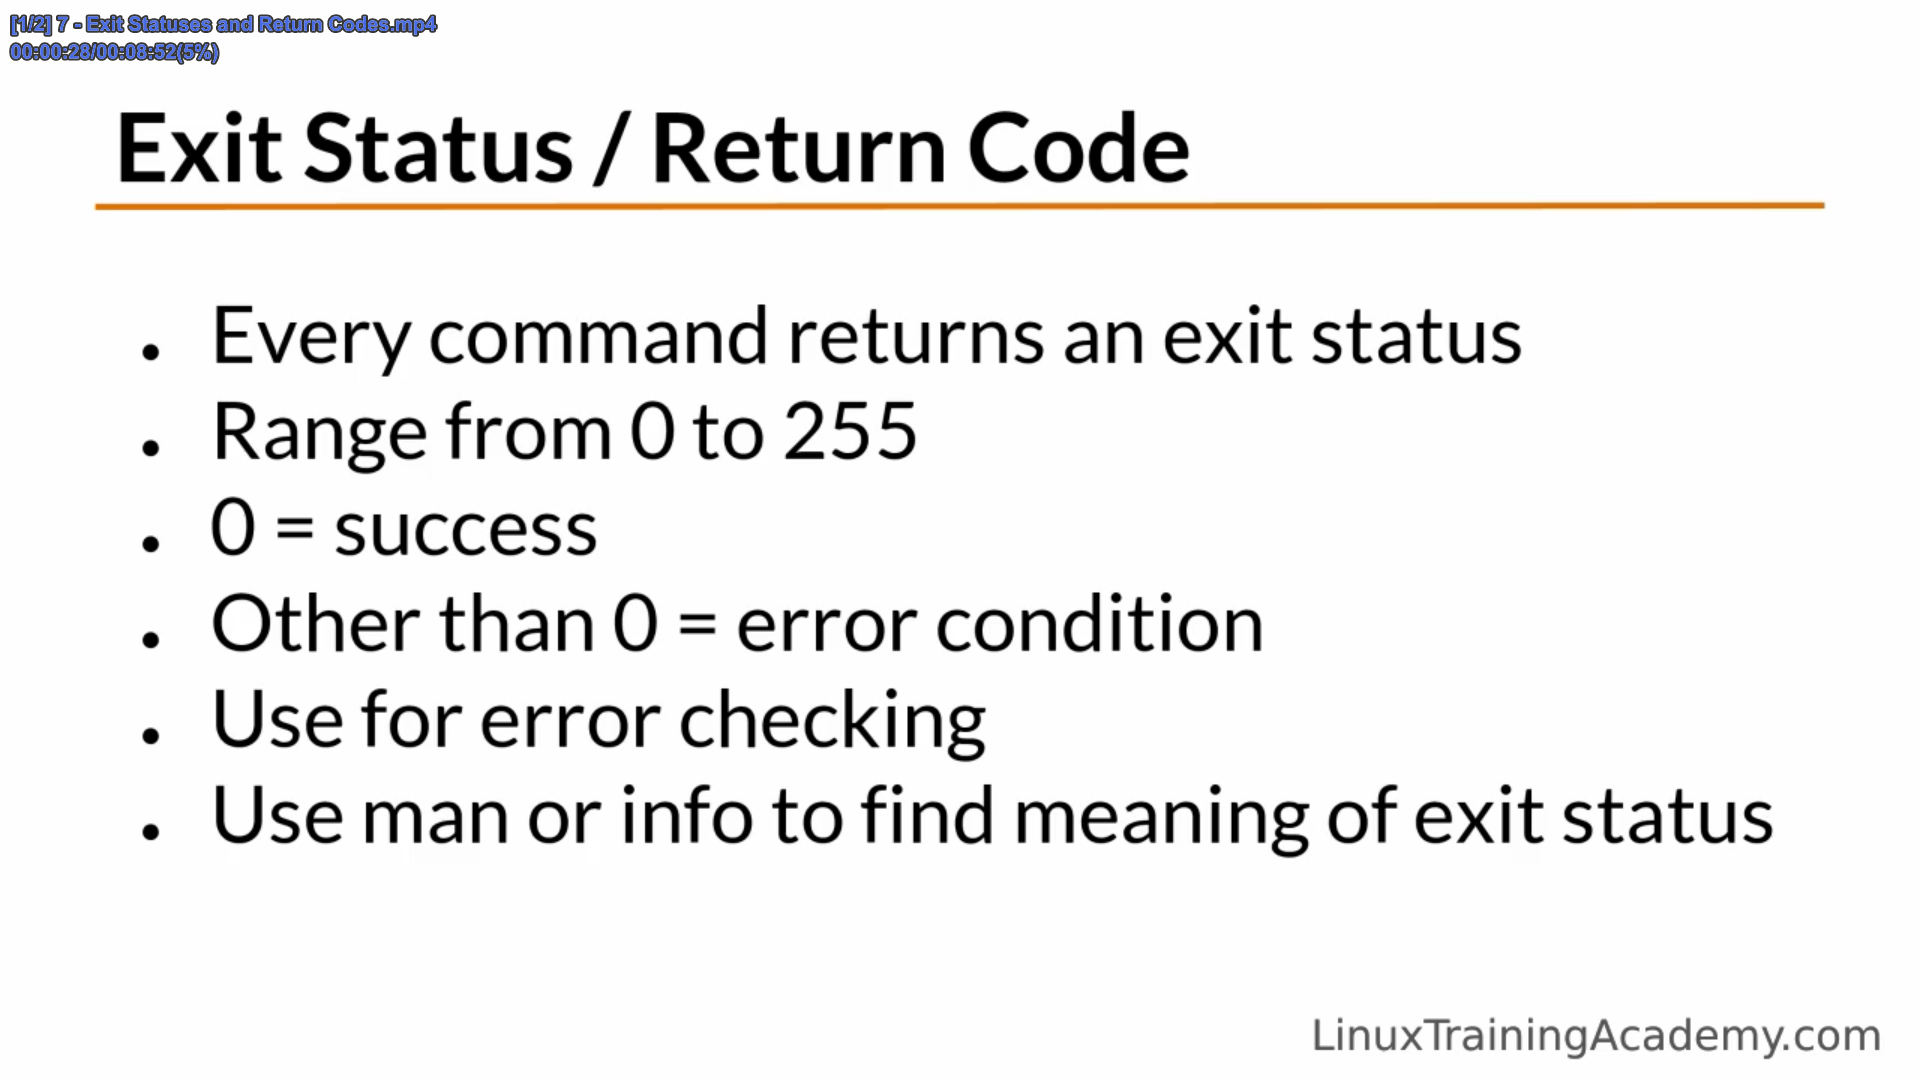 [1/2] 7 - Exit Statuses and Return Codes.mp4
00:00:28/00:08:52(5%)
Exit Status / Return Code
• Every command returns an exit status
• Range from 0 to 255
• 0 = success
• Other than 0 = error condition
• Use for error checking
• Use man or info to find meaning of exit status
LinuxTrainingAcademy.com